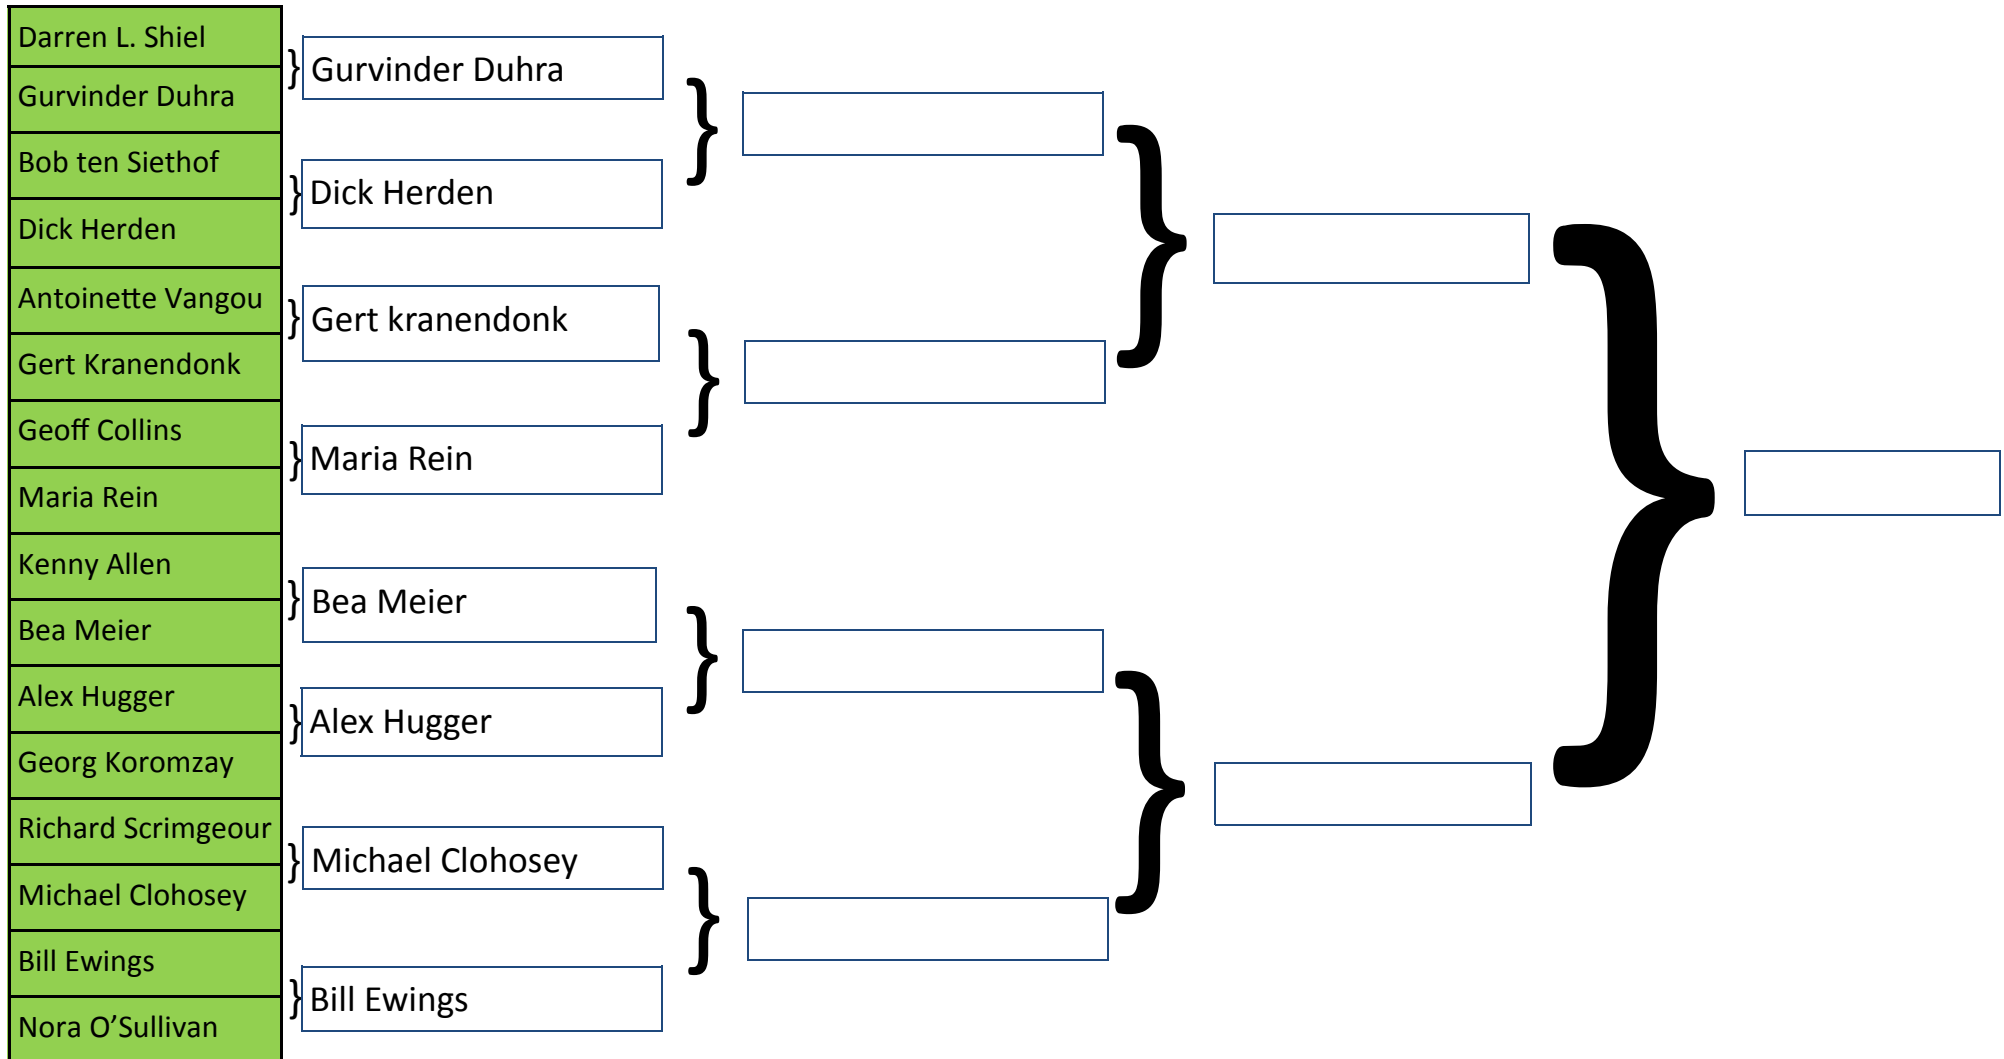 Darren L. Shiel
Gurvinder Duhra
Bob ten Siethof
Dick Herden
Antoinette Vangou
Gert Kranendonk
Geoff Collins
Maria Rein
Kenny Allen
Bea Meier
Alex Hugger
Georg Koromzay
Richard Scrimgeour
Michael Clohosey
Bill Ewings
Nora O’Sullivan
Gurvinder Duhra
Dick Herden
Gert kranendonk
Maria Rein
Bea Meier
Alex Hugger
Michael Clohosey
Bill Ewings